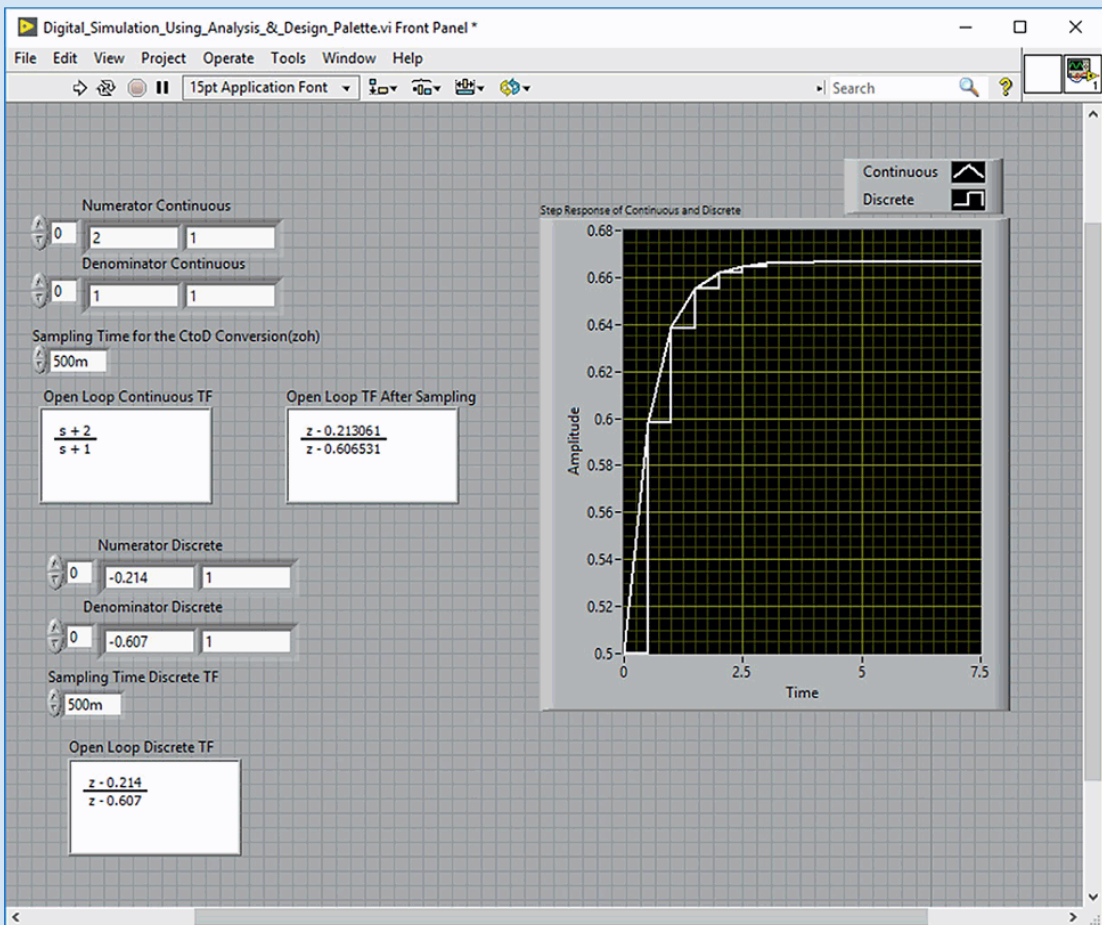 Digital_Simulation_Using_Analysis_&_Design_Palette.vi Front Panel *
File Edit View Project Operate Tools Window Help
15pt Application Font
Search
?
1
Continuous
Discrete
Numerator Continuous
0 2 1
Denominator Continuous
0 1 1
Sampling Time for the CtoD Conversion(zoh)
500m
Open Loop Continuous TF
s + 2
s + 1
Open Loop TF After Sampling
z - 0.213061
z - 0.606531
Numerator Discrete
0 -0.214 1
Denominator Discrete
0 -0.607 1
Sampling Time Discrete TF
500m
Open Loop Discrete TF
z - 0.214
z - 0.607
Step Response of Continuous and Discrete
Amplitude
0.68
0.66
0.64
0.62
0.6
0.58
0.56
0.54
0.52
0.5
0 2.5 5 7.5
Time